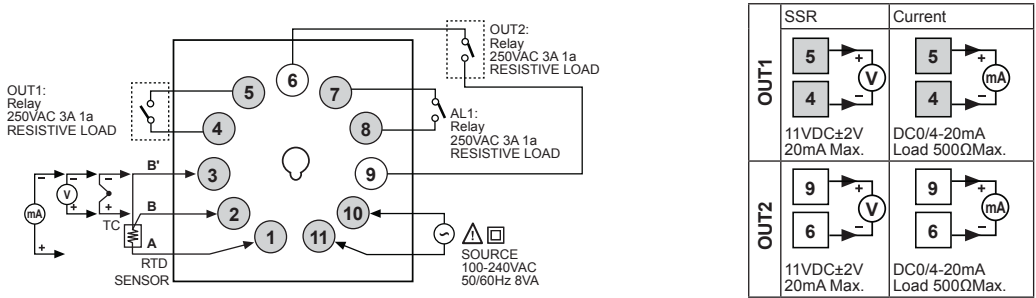 OUT1:
Relay
250VAC 3A 1a
RESISTIVE LOAD
OUT2:
Relay
250VAC 3A 1a
RESISTIVE LOAD
AL1:
Relay
250VAC 3A 1a
RESISTIVE LOAD
6
5
7
4
8
3
9
2
10
1
11
B'
B
A
mA
V
TC
RTD
SENSOR
− + − + − +
SOURCE
100-240VAC
50/60Hz 8VA
SSR
Current
OUT1
5 + V
4 −
5 + mA
4 −
11VDC±2V
20mA Max.
DC0/4-20mA
Load 500ΩMax.
OUT2
9 + V
6 −
9 + mA
6 −
11VDC±2V
20mA Max.
DC0/4-20mA
Load 500ΩMax.